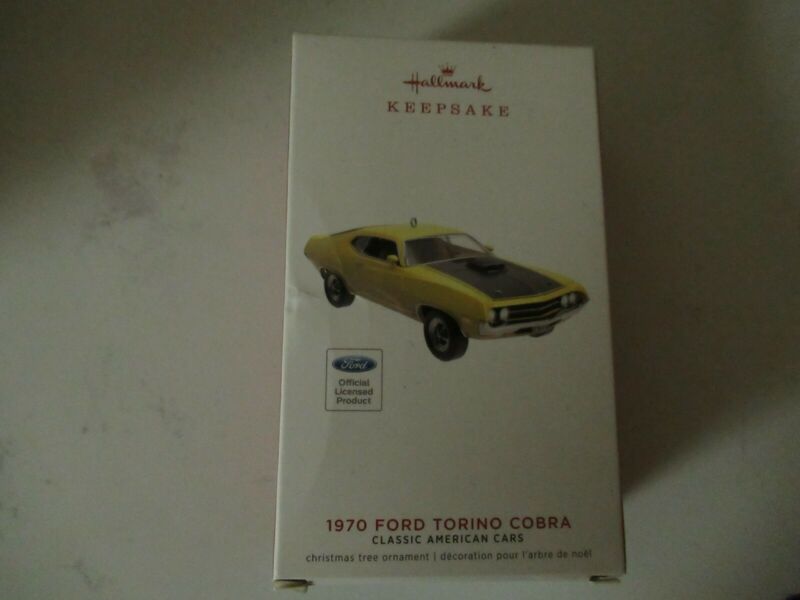 Hallmark
KEEPSAKE
Ford
Official
Licensed
Product
1970 FORD TORINO COBRA
CLASSIC AMERICAN CARS
christmas tree ornament | décoration pour l'arbre de noël